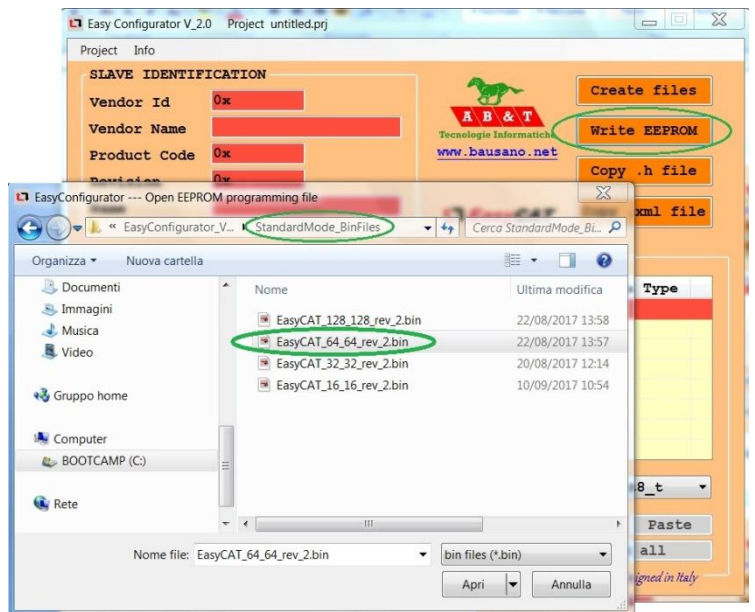 Easy Configurator V_2.0 Project untitled.prj
Project Info
SLAVE IDENTIFICATION
Vendor Id 0x
Vendor Name
Product Code 0x
Revision 0x
A B & T
Tecnologie Informatiche
www.bausano.net
Create files
Write EEPROM
Copy .h file
xml file
EasyConfigurator --- Open EEPROM programming file
« EasyConfigurator_V... StandardMode_BinFiles
Cerca StandardMode_Bi...
Organizza Nuova cartella
Documenti
Immagini
Musica
Video
Gruppo home
Computer
BOOTCAMP (C:)
Rete
Nome Ultima modifica
EasyCAT_128_128_rev_2.bin 22/08/2017 13:58
EasyCAT_64_64_rev_2.bin 22/08/2017 13:57
EasyCAT_32_32_rev_2.bin 20/08/2017 12:14
EasyCAT_16_16_rev_2.bin 10/09/2017 10:54
Nome file: EasyCAT_64_64_rev_2.bin bin files (*.bin)
Apri Annulla
Type
8_t
Paste
all
igned in Italy